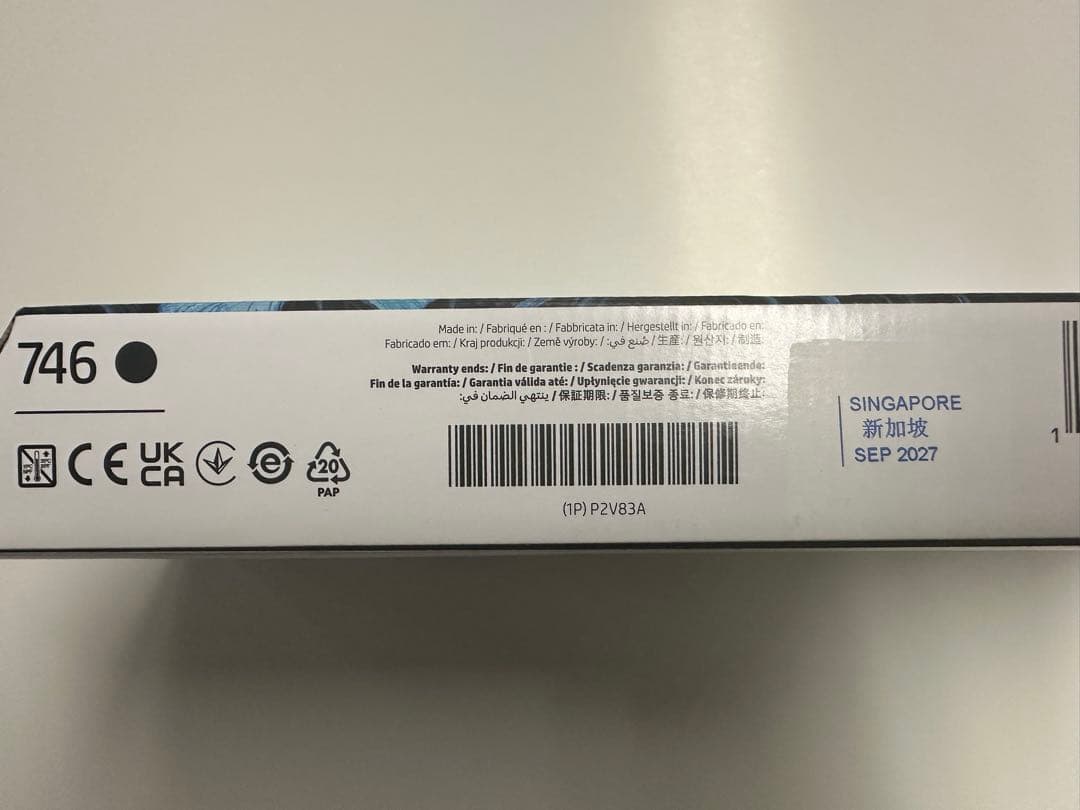 746
UK
CA
20
PAP
Made in: / Fabriqué en : / Fabbricata in: / Hergestellt in: / Fabricado en:
Fabricado em: / Kraj produkcji: / Země výroby: / صُنع في: / 生産: / 원산지: / 制造:
Warranty ends: / Fin de garantie : / Scadenza garanzia: / Garantieende:
Fin de la garantía: / Garantia válida até: / Upłynięcie gwarancji: / Konec záruky:
ينتهي الضمان في: / 保証期限: / 품질보증 종료: / 保修期终止:
(1P) P2V83A
SINGAPORE
新加坡
SEP 2027
1